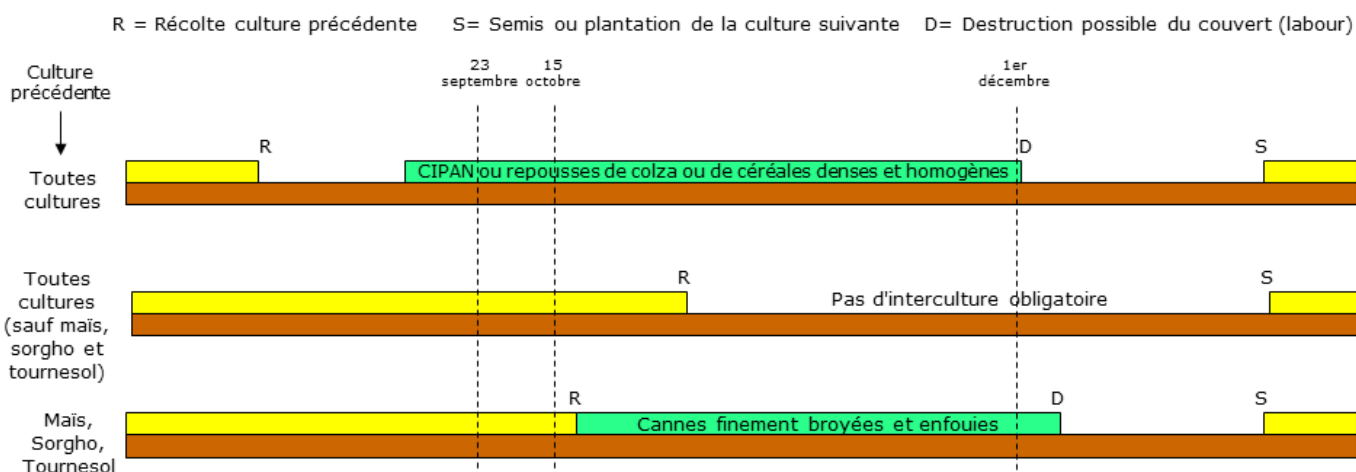 R = Récolte culture précédente S= Semis ou plantation de la culture suivante D= Destruction possible du couvert (labour)
Culture
précédente
23
septembre
15
octobre
1er
décembre
R
D
S
Toutes
cultures
CIPAN ou repousses de colza ou de céréales denses et homogènes
Toutes
cultures
(sauf maïs,
sorgho et
tournesol)
R
Pas d'interculture obligatoire
S
Maïs,
Sorgho,
Tournesol
R
Cannes finement broyées et enfouies
D
S